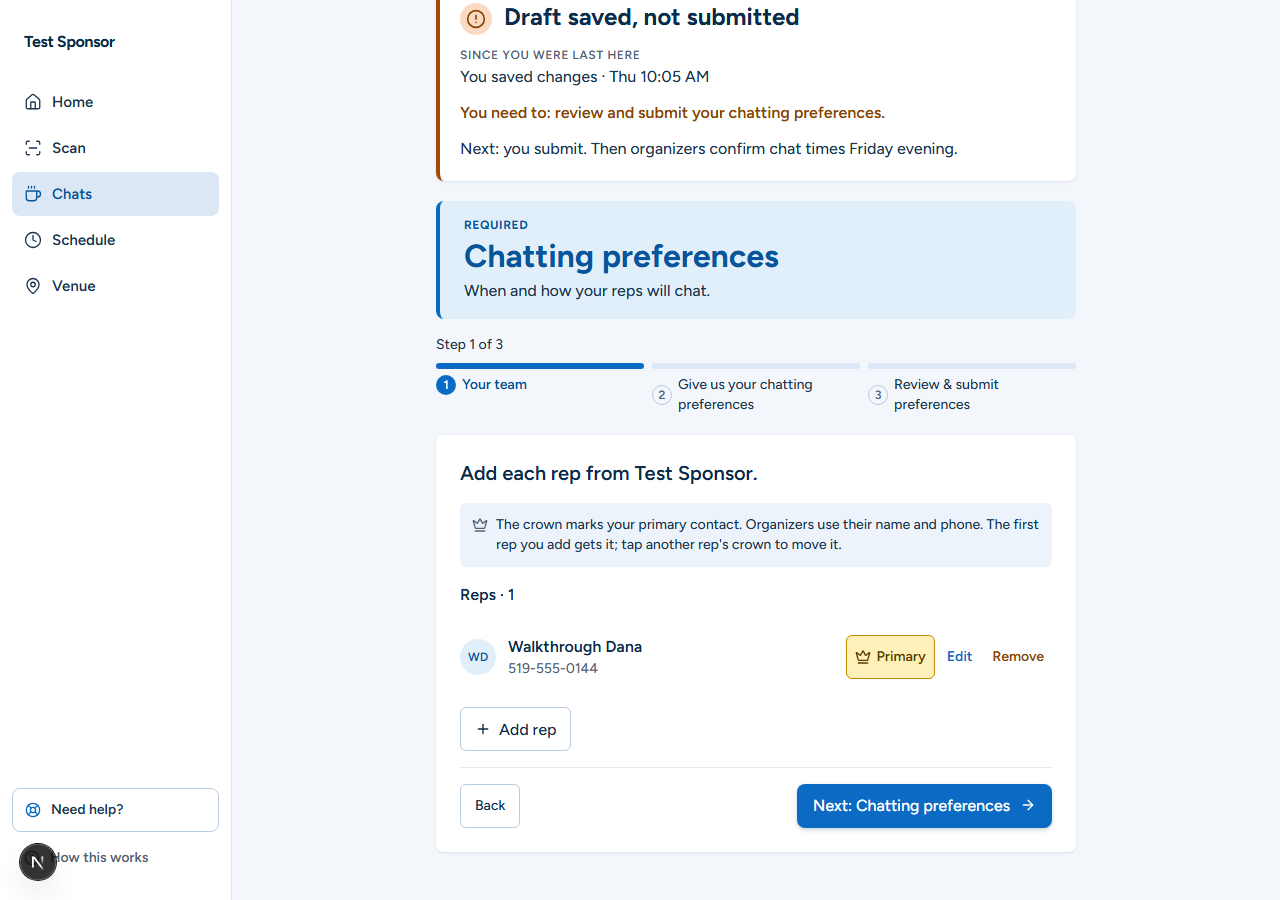 Test Sponsor
Home
Scan
Chats
Schedule
Venue
Need help?
How this works
N
Draft saved, not submitted
SINCE YOU WERE LAST HERE
You saved changes · Thu 10:05 AM
You need to: review and submit your chatting preferences.
Next: you submit. Then organizers confirm chat times Friday evening.
REQUIRED
Chatting preferences
When and how your reps will chat.
Step 1 of 3
1 Your team
2 Give us your chatting
preferences
3 Review & submit
preferences
Add each rep from Test Sponsor.
The crown marks your primary contact. Organizers use their name and phone. The first
rep you add gets it; tap another rep's crown to move it.
Reps · 1
WD
Walkthrough Dana
519-555-0144
Primary
Edit
Remove
+ Add rep
Back
Next: Chatting preferences →